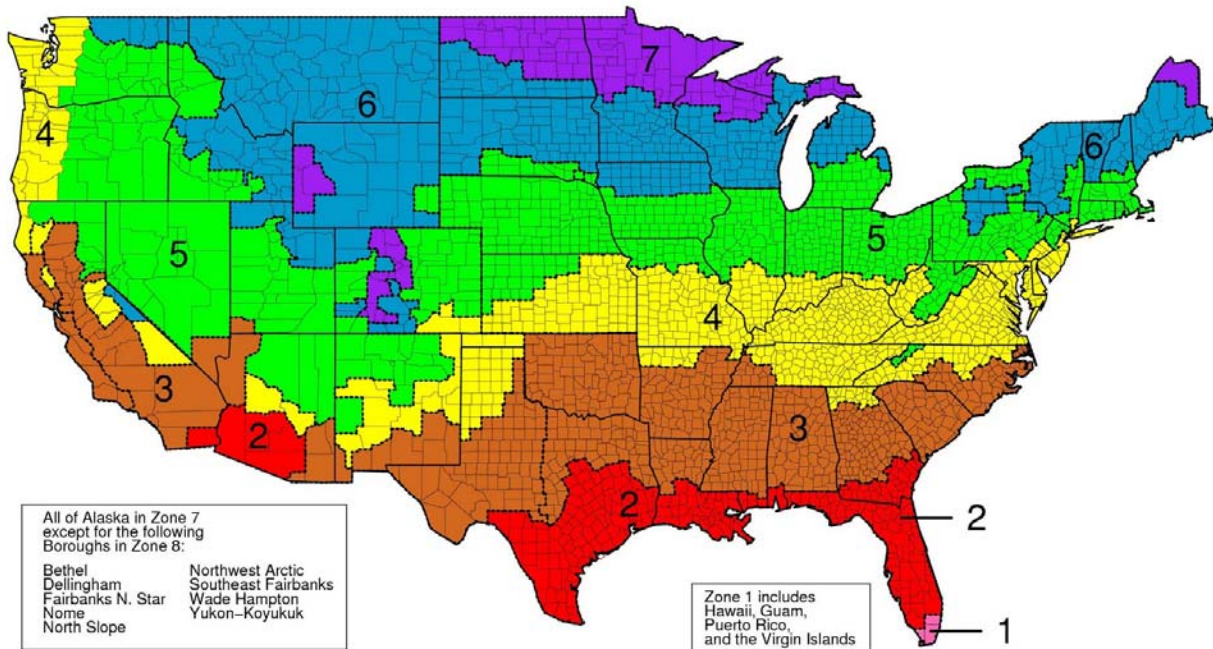 7
6
6
4
5
5
4
3
3
2
2
2
1
All of Alaska in Zone 7
except for the following
Boroughs in Zone 8:
Bethel Northwest Arctic
Dellingham Southeast Fairbanks
Fairbanks N. Star Wade Hampton
Nome Yukon-Koyukuk
North Slope
Zone 1 includes
Hawaii, Guam,
Puerto Rico,
and the Virgin Islands